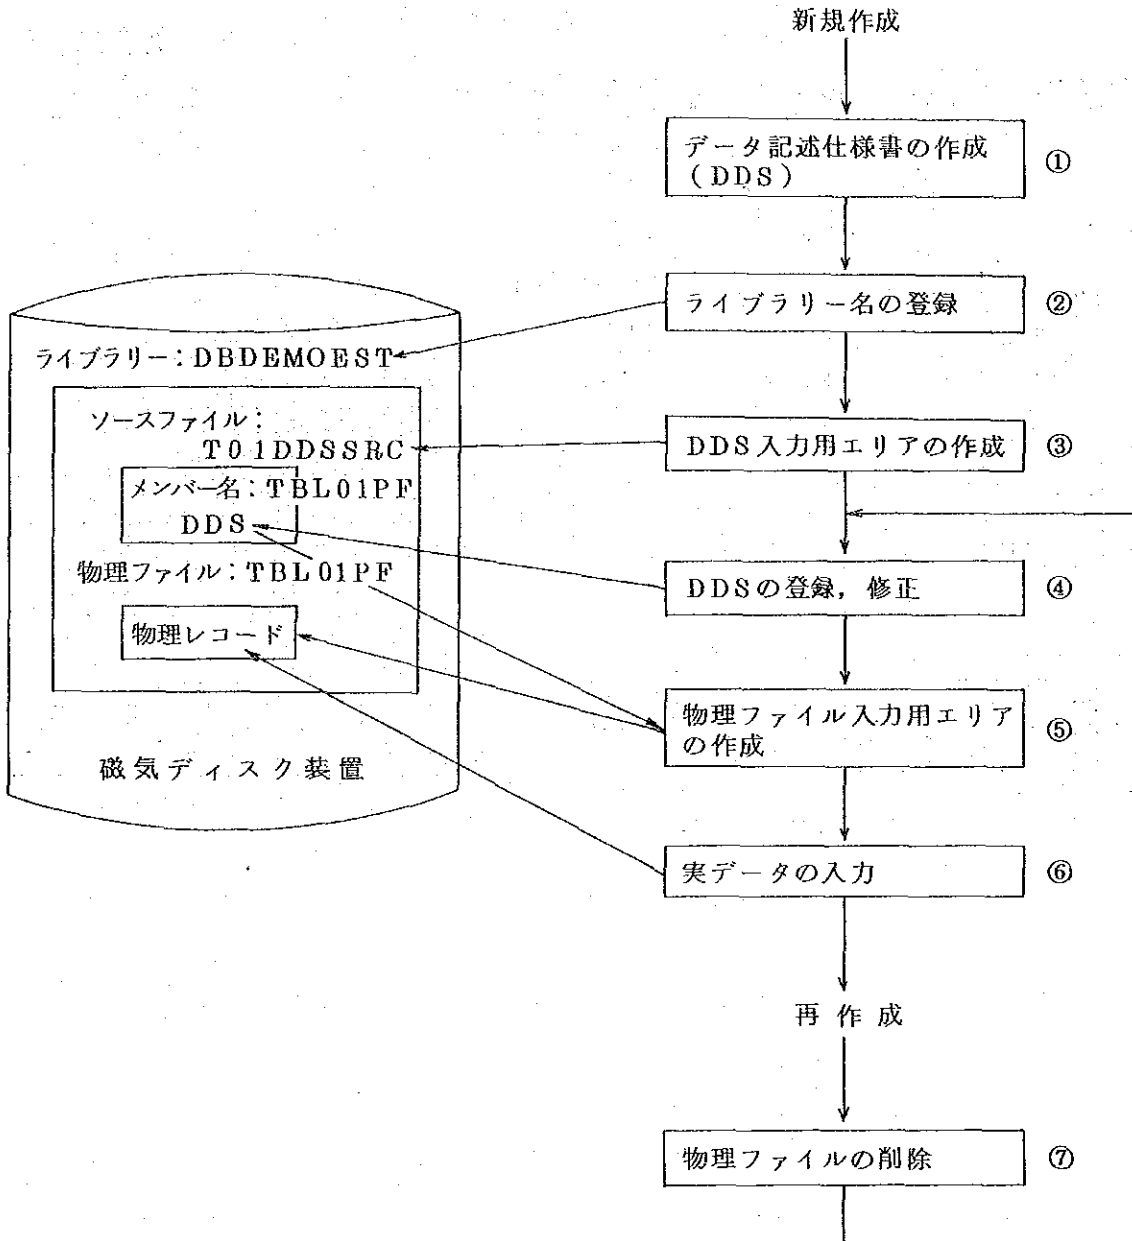 新規作成
データ記述仕様書の作成
(DDS)
①
ライブラリー名の登録
②
DDS入力用エリアの作成
③
DDSの登録，修正
④
物理ファイル入力用エリア
の作成
⑤
実データの入力
⑥
再作成
物理ファイルの削除
⑦
ライブラリー：DBDEMOEST
ソースファイル：
T01DDSSRC
メンバー名：TBL01PF
DDS
物理ファイル：TBL01PF
物理レコード
磁気ディスク装置